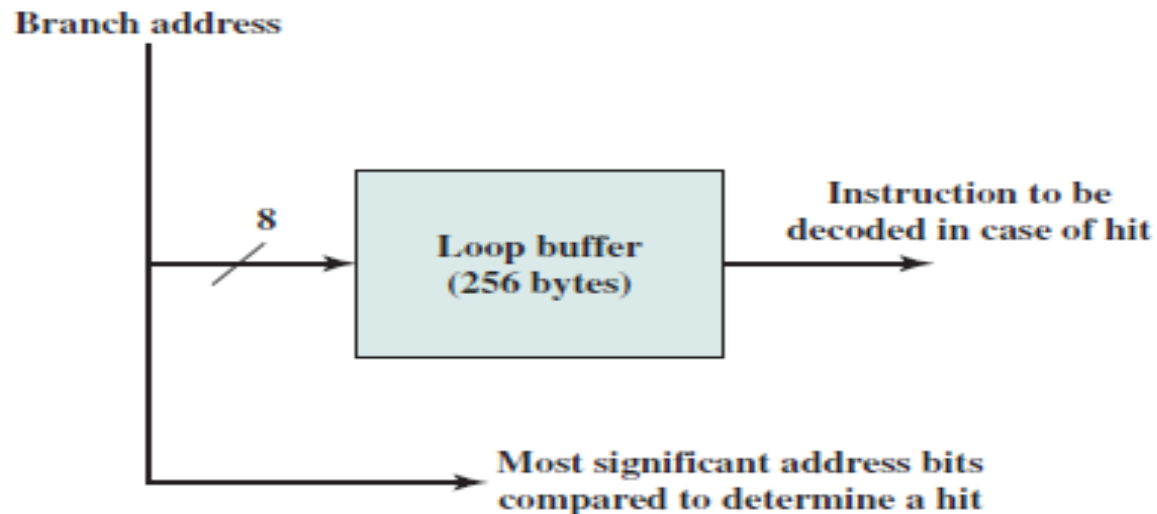 Branch address
8
Loop buffer
(256 bytes)
Instruction to be
decoded in case of hit
Most significant address bits
compared to determine a hit